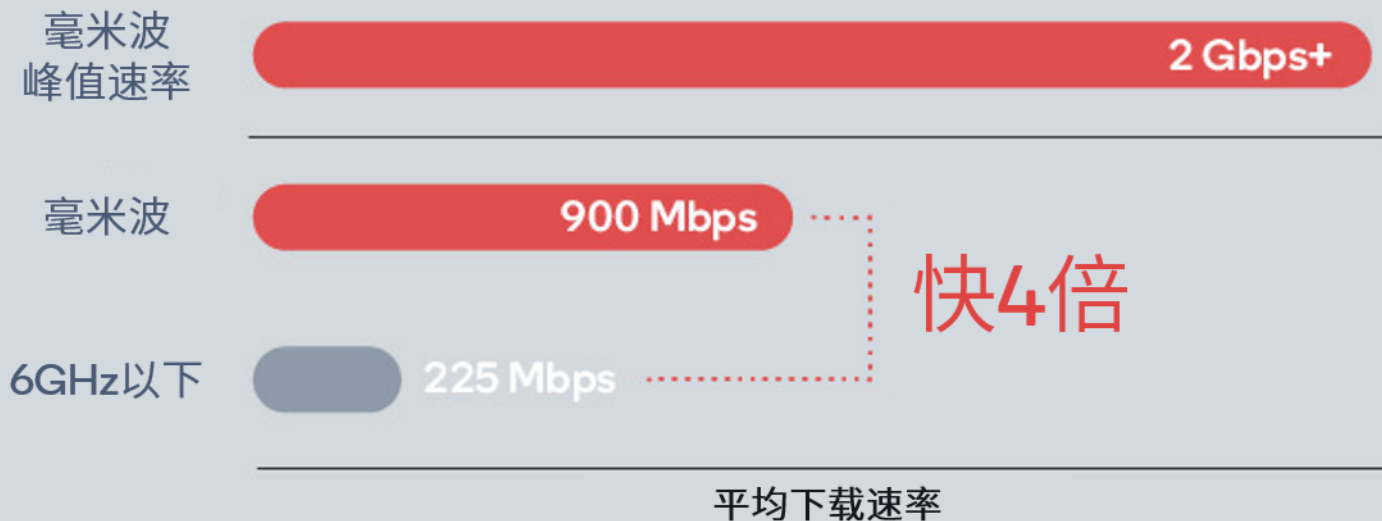 毫米波
峰值速率
2 Gbps+
毫米波
900 Mbps
快4倍
6GHz以下
225 Mbps
平均下载速率